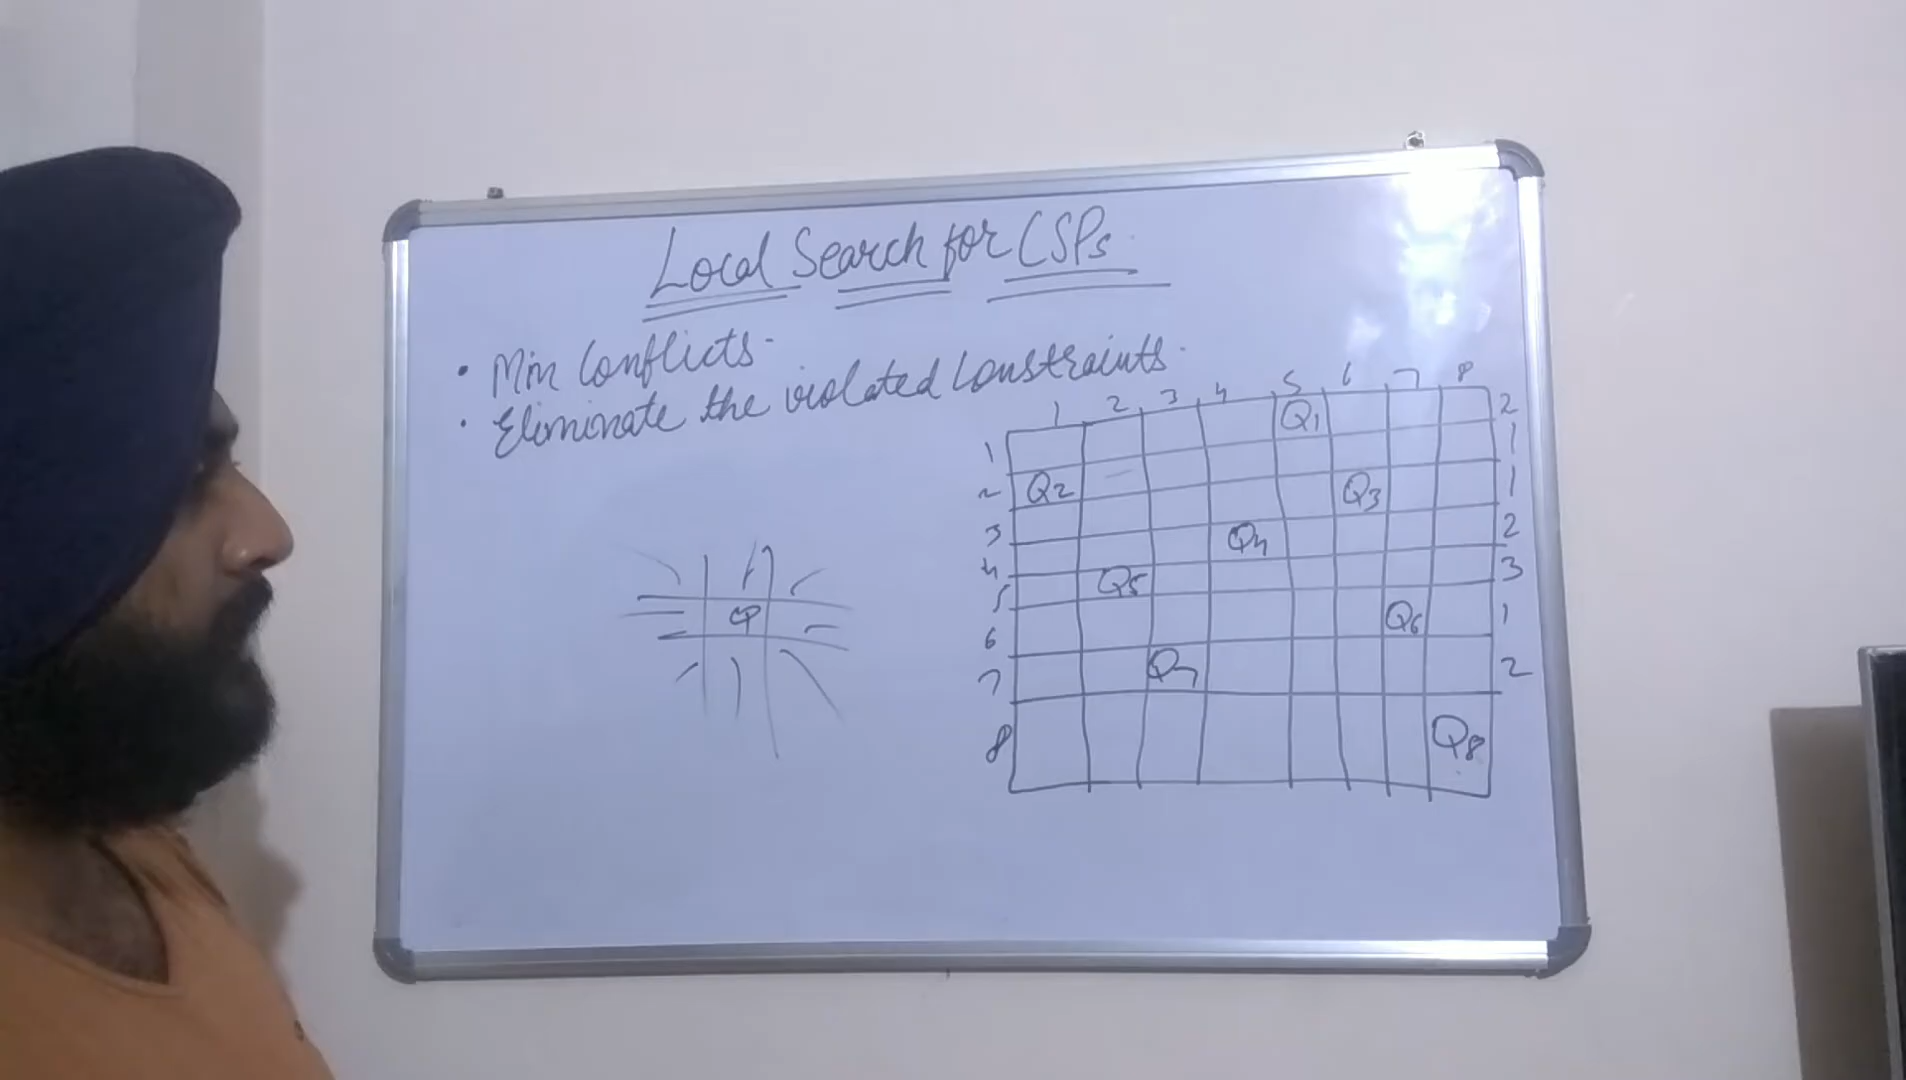 Local Search for CSPs
• Min Conflicts.
• Eliminate the violated Constraints.
1 2 3 4 5 6 7 8
1 Q1 2
1
2 Q2 Q3 1
3 Q4 2
4 Q5 3
5
6 Q6 1
7 Q7 2
8 Q8